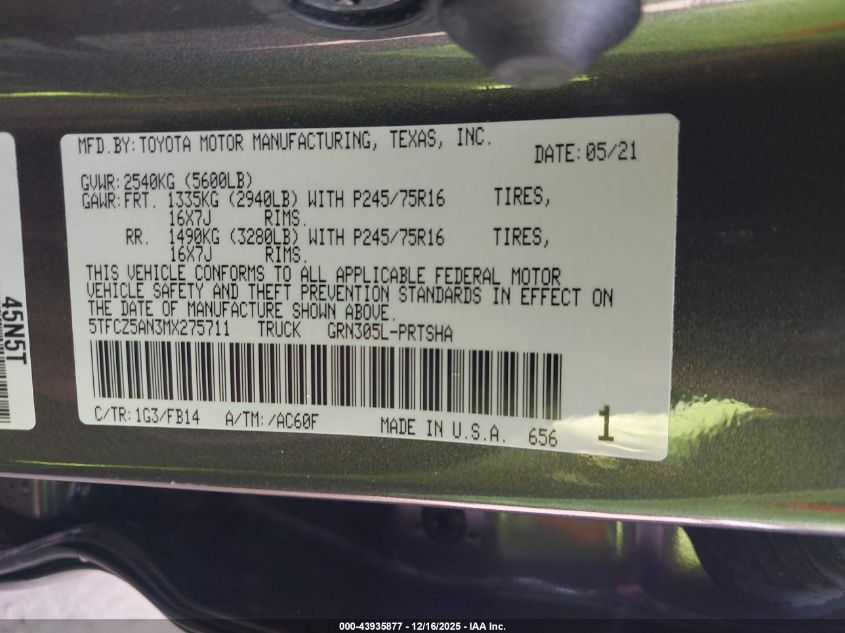 MFD.BY: TOYOTA MOTOR MANUFACTURING, TEXAS, INC.
DATE: 05/21
GVWR: 2540KG (5600LB)
GAWR: FRT. 1335KG (2940LB) WITH P245/75R16 TIRES,
16X7J RIMS.
RR. 1490KG (3280LB) WITH P245/75R16 TIRES,
16X7J RIMS.
THIS VEHICLE CONFORMS TO ALL APPLICABLE FEDERAL MOTOR
VEHICLE SAFETY AND THEFT PREVENTION STANDARDS IN EFFECT ON
THE DATE OF MANUFACTURE SHOWN ABOVE.
5TFCZ5AN3MX275711 TRUCK GRN305L-PRTSHA
C/TR: 1G3/FB14 A/TM: /AC60F MADE IN U.S.A. 656 1
45N5T
000-43935877 - 12/16/2025 - IAA Inc.